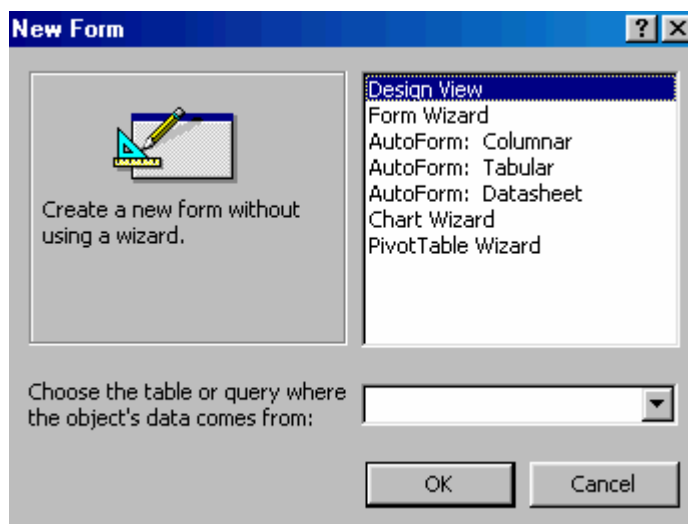 New Form
Create a new form without
using a wizard.
Design View
Form Wizard
AutoForm: Columnar
AutoForm: Tabular
AutoForm: Datasheet
Chart Wizard
PivotTable Wizard
Choose the table or query where
the object's data comes from:
OK
Cancel